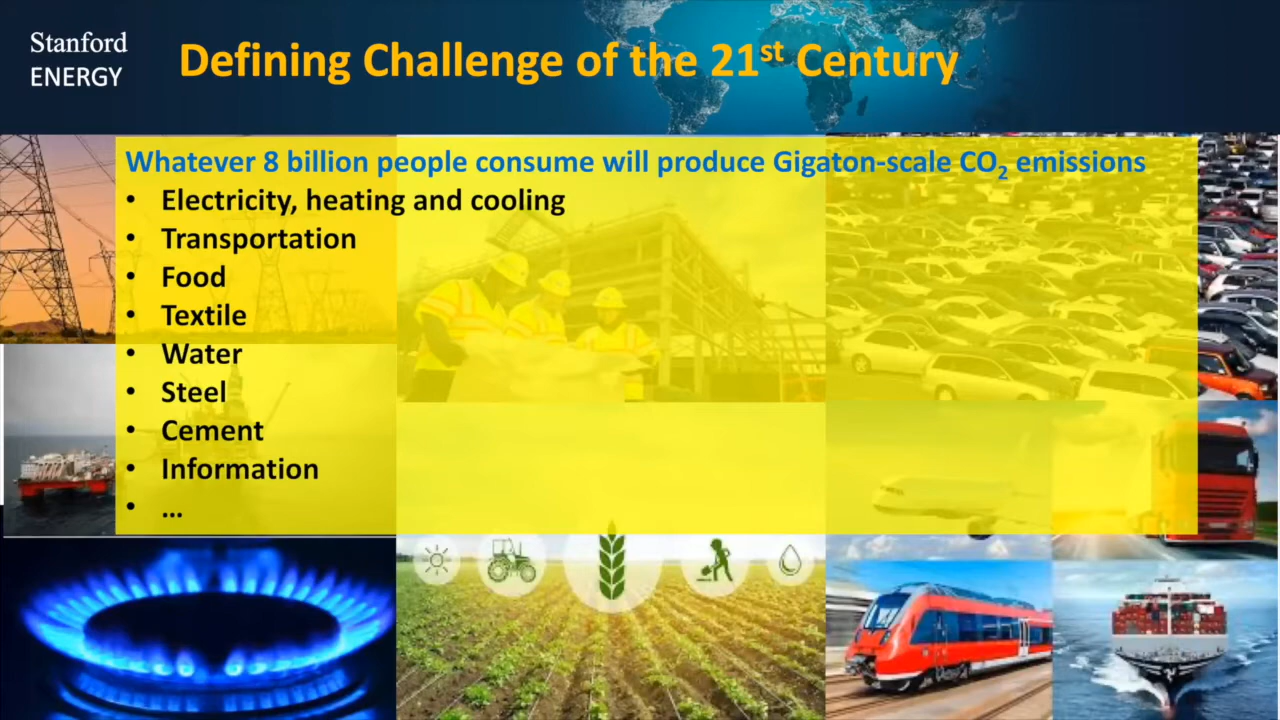 Stanford
ENERGY
Defining Challenge of the 21st Century
Whatever 8 billion people consume will produce Gigaton-scale CO2 emissions
• Electricity, heating and cooling
• Transportation
• Food
• Textile
• Water
• Steel
• Cement
• Information
• ...